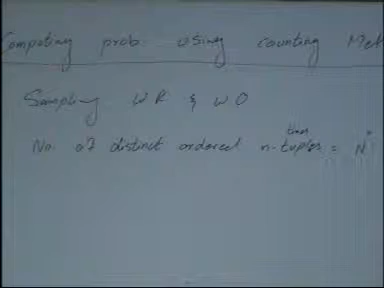 Computing prob. using counting Met
Sampling WR & WO
No. of distinct ordered n-tuples = N^n